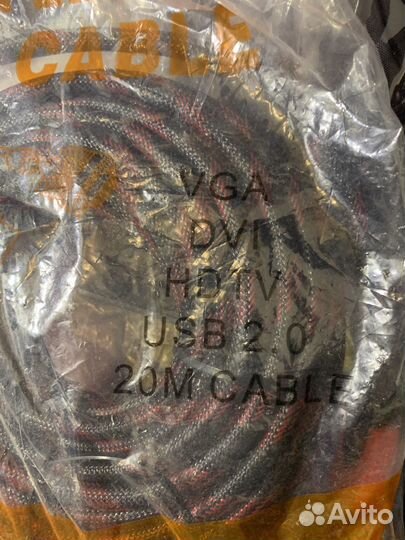 CABLE
VGA
DVI
HDTV
USB 2.0
20M CABLE
Avito